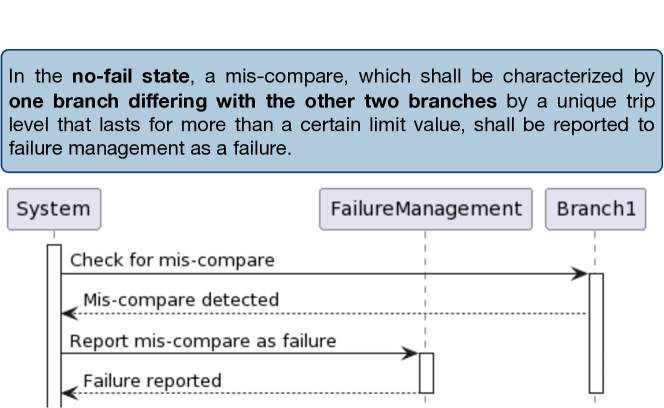 In the no-fail state, a mis-compare, which shall be characterized by
one branch differing with the other two branches by a unique trip
level that lasts for more than a certain limit value, shall be reported to
failure management as a failure.
System
FailureManagement
Branch1
Check for mis-compare
Mis-compare detected
Report mis-compare as failure
Failure reported